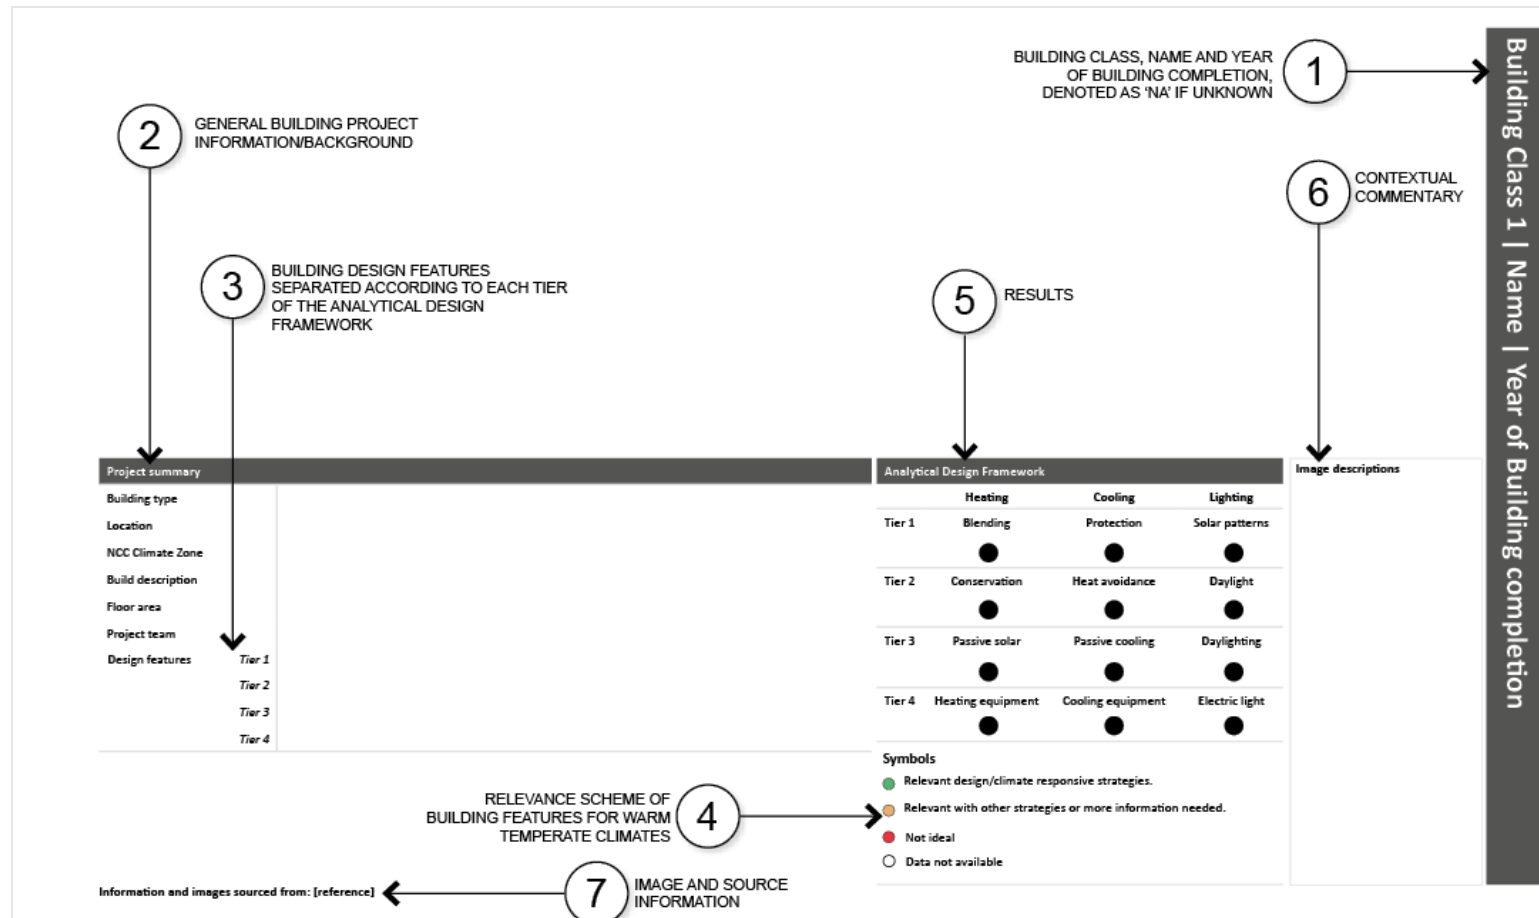 BUILDING CLASS, NAME AND YEAR
OF BUILDING COMPLETION,
DENOTED AS 'NA' IF UNKNOWN
1
Building Class 1 | Name | Year of Building completion
2
GENERAL BUILDING PROJECT
INFORMATION/BACKGROUND
6
CONTEXTUAL
COMMENTARY
3
BUILDING DESIGN FEATURES
SEPARATED ACCORDING TO EACH TIER
OF THE ANALYTICAL DESIGN
FRAMEWORK
5
RESULTS
Project summary
Building type
Location
NCC Climate Zone
Build description
Floor area
Project team
Design features Tier 1
Tier 2
Tier 3
Tier 4
Analytical Design Framework
Heating Cooling Lighting
Tier 1 Blending Protection Solar patterns
Tier 2 Conservation Heat avoidance Daylight
Tier 3 Passive solar Passive cooling Daylighting
Tier 4 Heating equipment Cooling equipment Electric light
Symbols
Relevant design/climate responsive strategies.
Relevant with other strategies or more information needed.
Not ideal
Data not available
Image descriptions
RELEVANCE SCHEME OF
BUILDING FEATURES FOR WARM
TEMPERATE CLIMATES
4
Information and images sourced from: [reference]
7
IMAGE AND SOURCE
INFORMATION